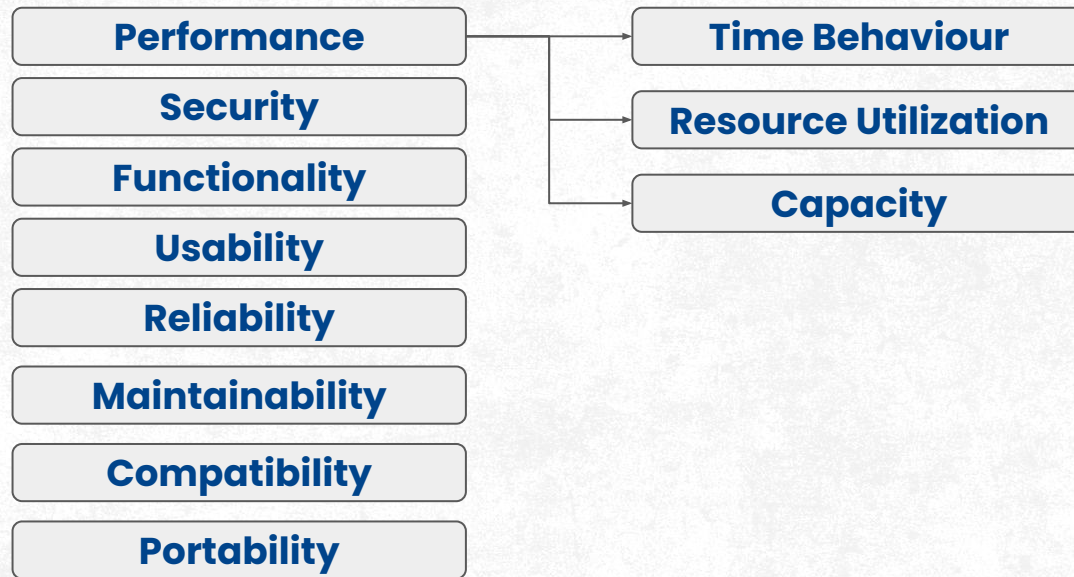 Performance
Security
Functionality
Usability
Reliability
Maintainability
Compatibility
Portability
Time Behaviour
Resource Utilization
Capacity